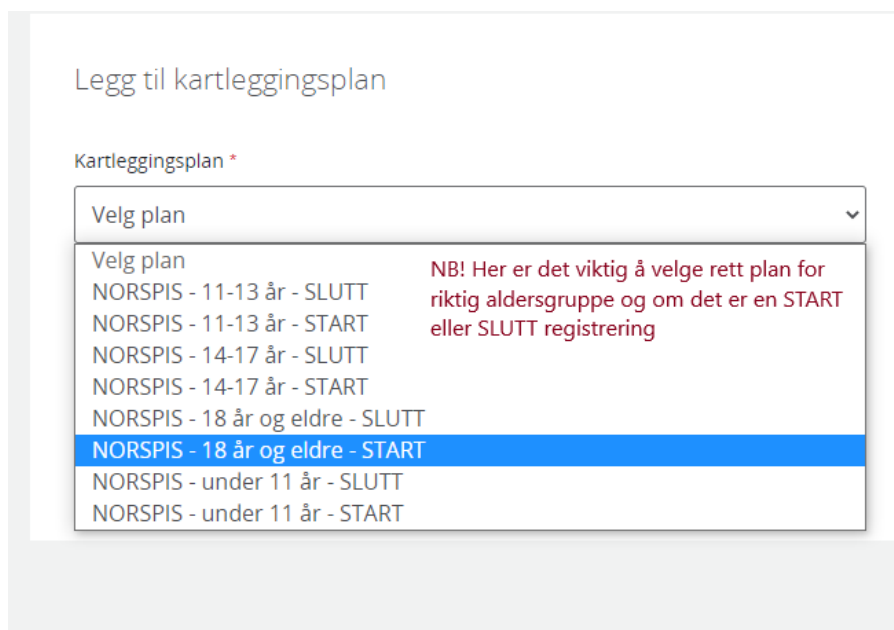 Legg til kartleggingsplan
Kartleggingsplan *
Velg plan
Velg plan
NORSPIS - 11-13 år - SLUTT
NORSPIS - 11-13 år - START
NORSPIS - 14-17 år - SLUTT
NORSPIS - 14-17 år - START
NORSPIS - 18 år og eldre - SLUTT
NORSPIS - 18 år og eldre - START
NORSPIS - under 11 år - SLUTT
NORSPIS - under 11 år - START
NB! Her er det viktig å velge rett plan for
riktig aldersgruppe og om det er en START
eller SLUTT registrering